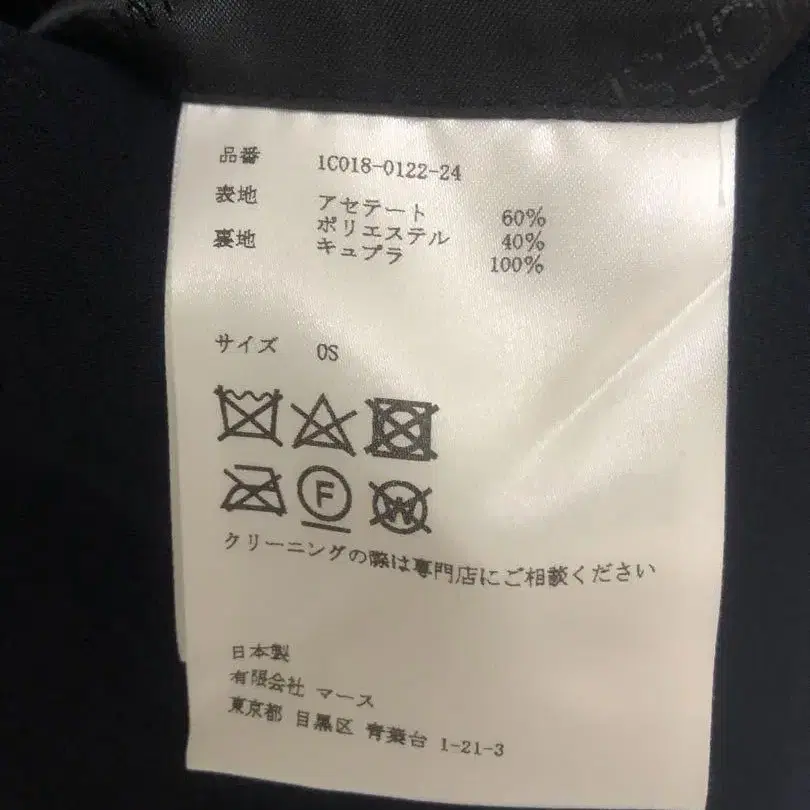 品番 1C018-0122-24
表地 アセテート 60%
ポリエステル 40%
裏地 キュプラ 100%
サイズ 0S
F
W
クリーニングの際は専門店にご相談ください
日本製
有限会社 マース
東京都 目黒区 青葉台 1-21-3